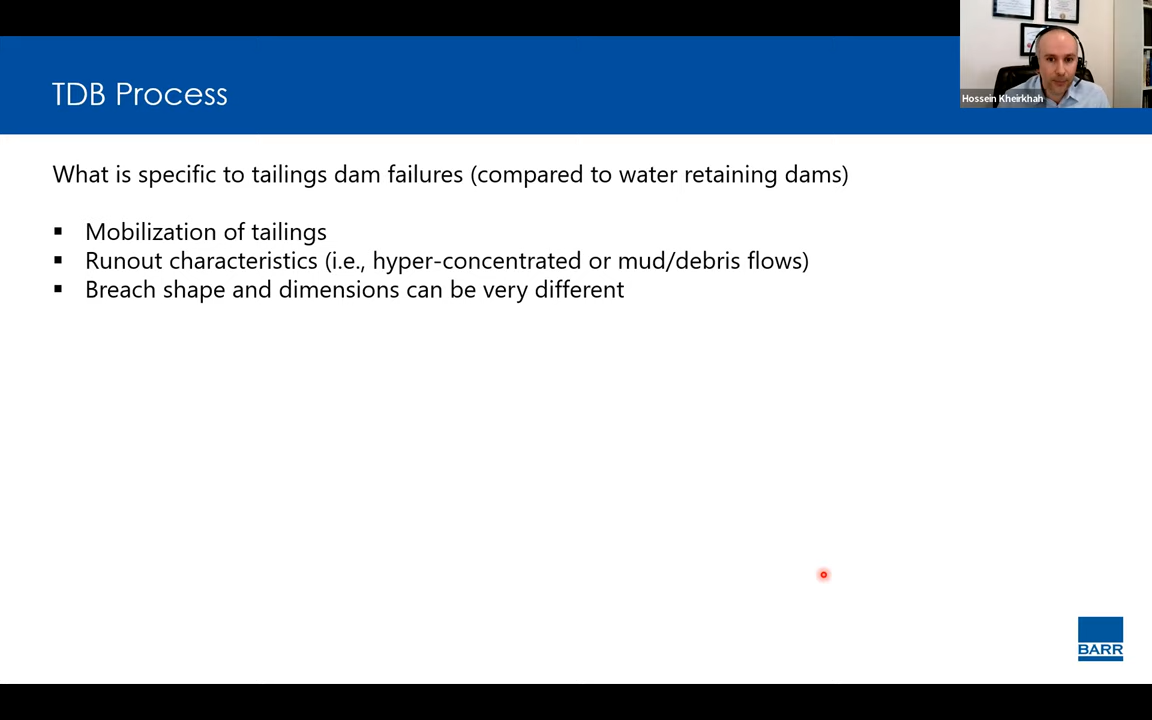 TDB Process
Hossein Kheirkhah
What is specific to tailings dam failures (compared to water retaining dams)
▪ Mobilization of tailings
▪ Runout characteristics (i.e., hyper-concentrated or mud/debris flows)
▪ Breach shape and dimensions can be very different
BARR